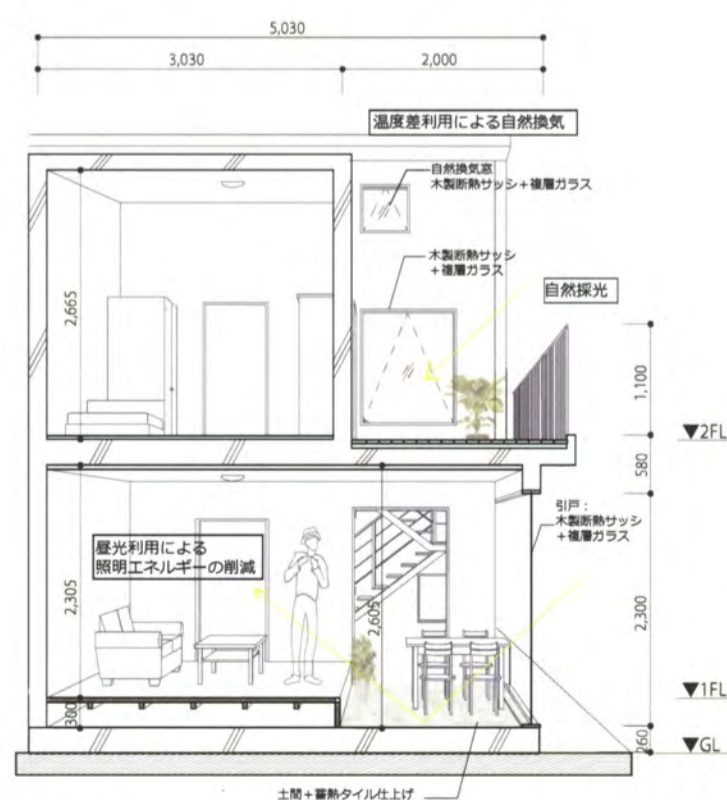 5,030
3,030
2,000
温度差利用による自然換気
自然換気窓
木製断熱サッシ+複層ガラス
木製断熱サッシ
+複層ガラス
自然採光
2,665
1,100
▼2FL
580
引戸：
木製断熱サッシ
+複層ガラス
昼光利用による
照明エネルギーの削減
2,305
2,605
2,300
▼1FL
300
260
▼GL
土間+蓄熱タイル仕上げ